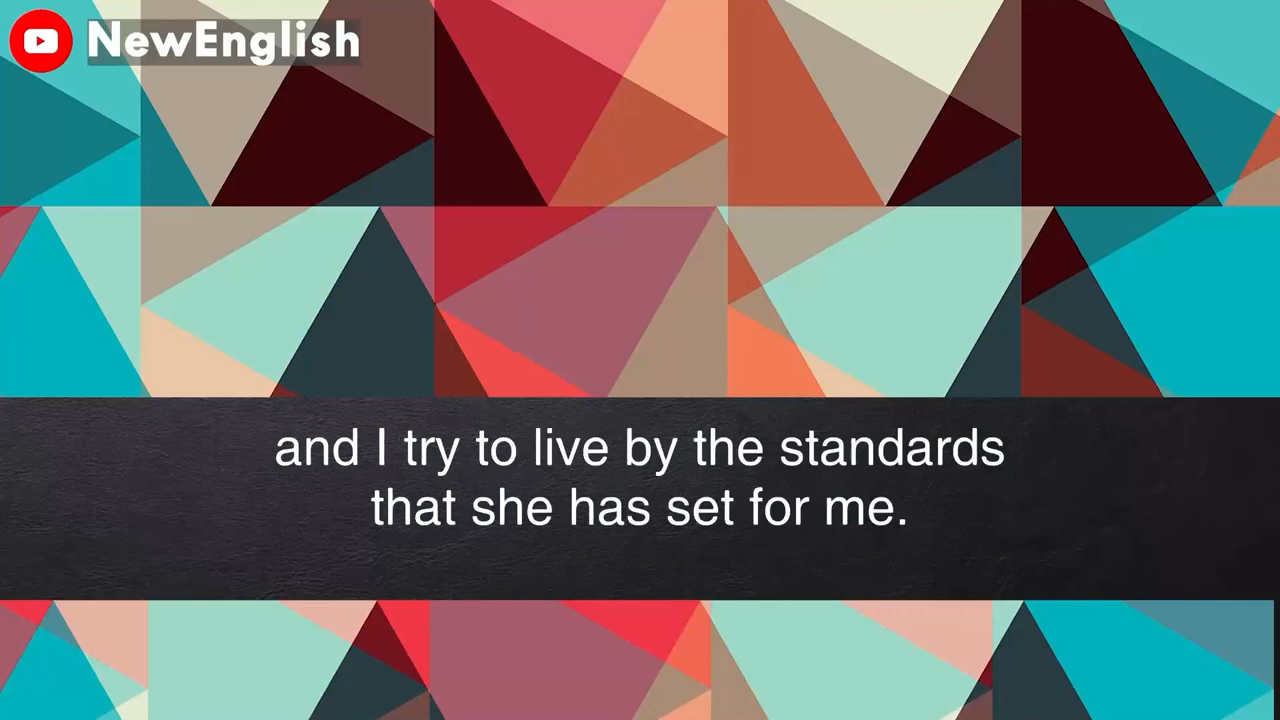 NewEnglish
and I try to live by the standards
that she has set for me.